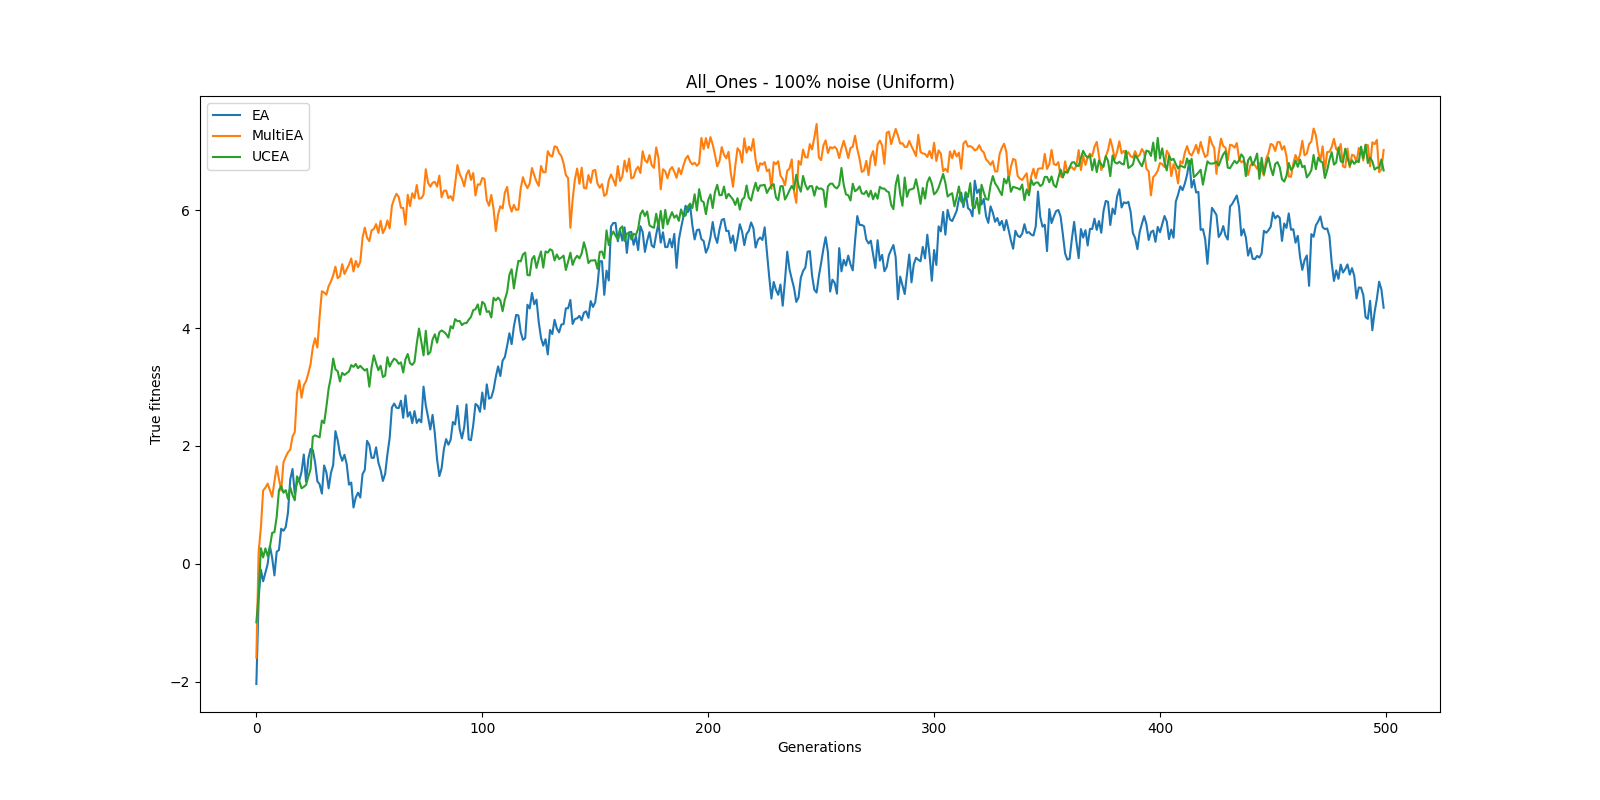 All_Ones - 100% noise (Uniform)
EA
MultiEA
UCEA
True fitness
6
4
2
0
−2
0 100 200 300 400 500
Generations